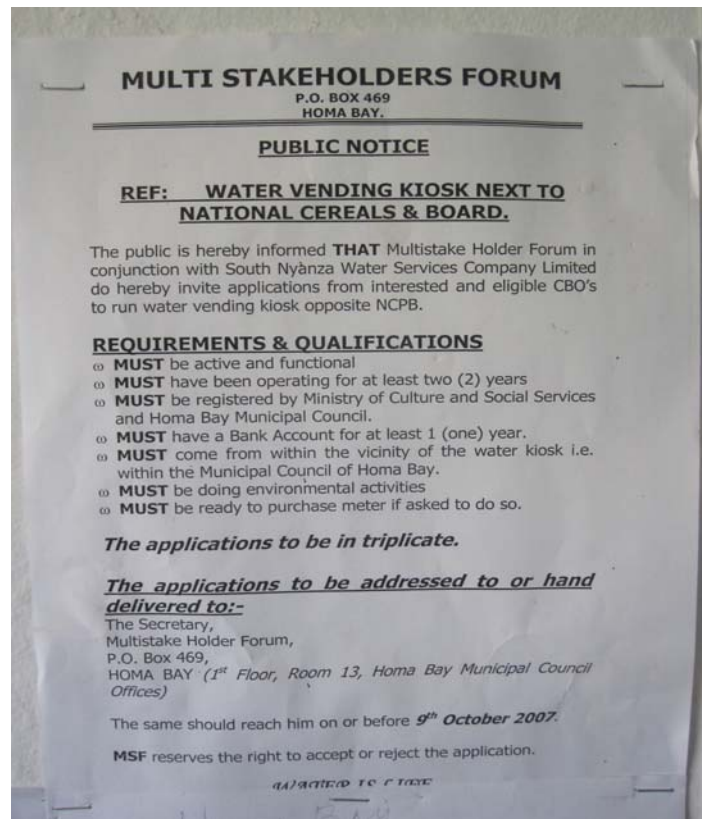 MULTI STAKEHOLDERS FORUM
P.O. BOX 469
HOMA BAY.
PUBLIC NOTICE
REF: WATER VENDING KIOSK NEXT TO
NATIONAL CEREALS & BOARD.
The public is hereby informed THAT Multistake Holder Forum in
conjunction with South Nyanza Water Services Company Limited
do hereby invite applications from interested and eligible CBO's
to run water vending kiosk opposite NCPB.
REQUIREMENTS & QUALIFICATIONS
ω MUST be active and functional
ω MUST have been operating for at least two (2) years
ω MUST be registered by Ministry of Culture and Social Services
and Homa Bay Municipal Council.
ω MUST have a Bank Account for at least 1 (one) year.
ω MUST come from within the vicinity of the water kiosk i.e.
within the Municipal Council of Homa Bay.
ω MUST be doing environmental activities
ω MUST be ready to purchase meter if asked to do so.
The applications to be in triplicate.
The applications to be addressed to or hand
delivered to:-
The Secretary,
Multistake Holder Forum,
P.O. Box 469,
HOMA BAY (1st Floor, Room 13, Homa Bay Municipal Council
Offices)
The same should reach him on or before 9th October 2007.
MSF reserves the right to accept or reject the application.